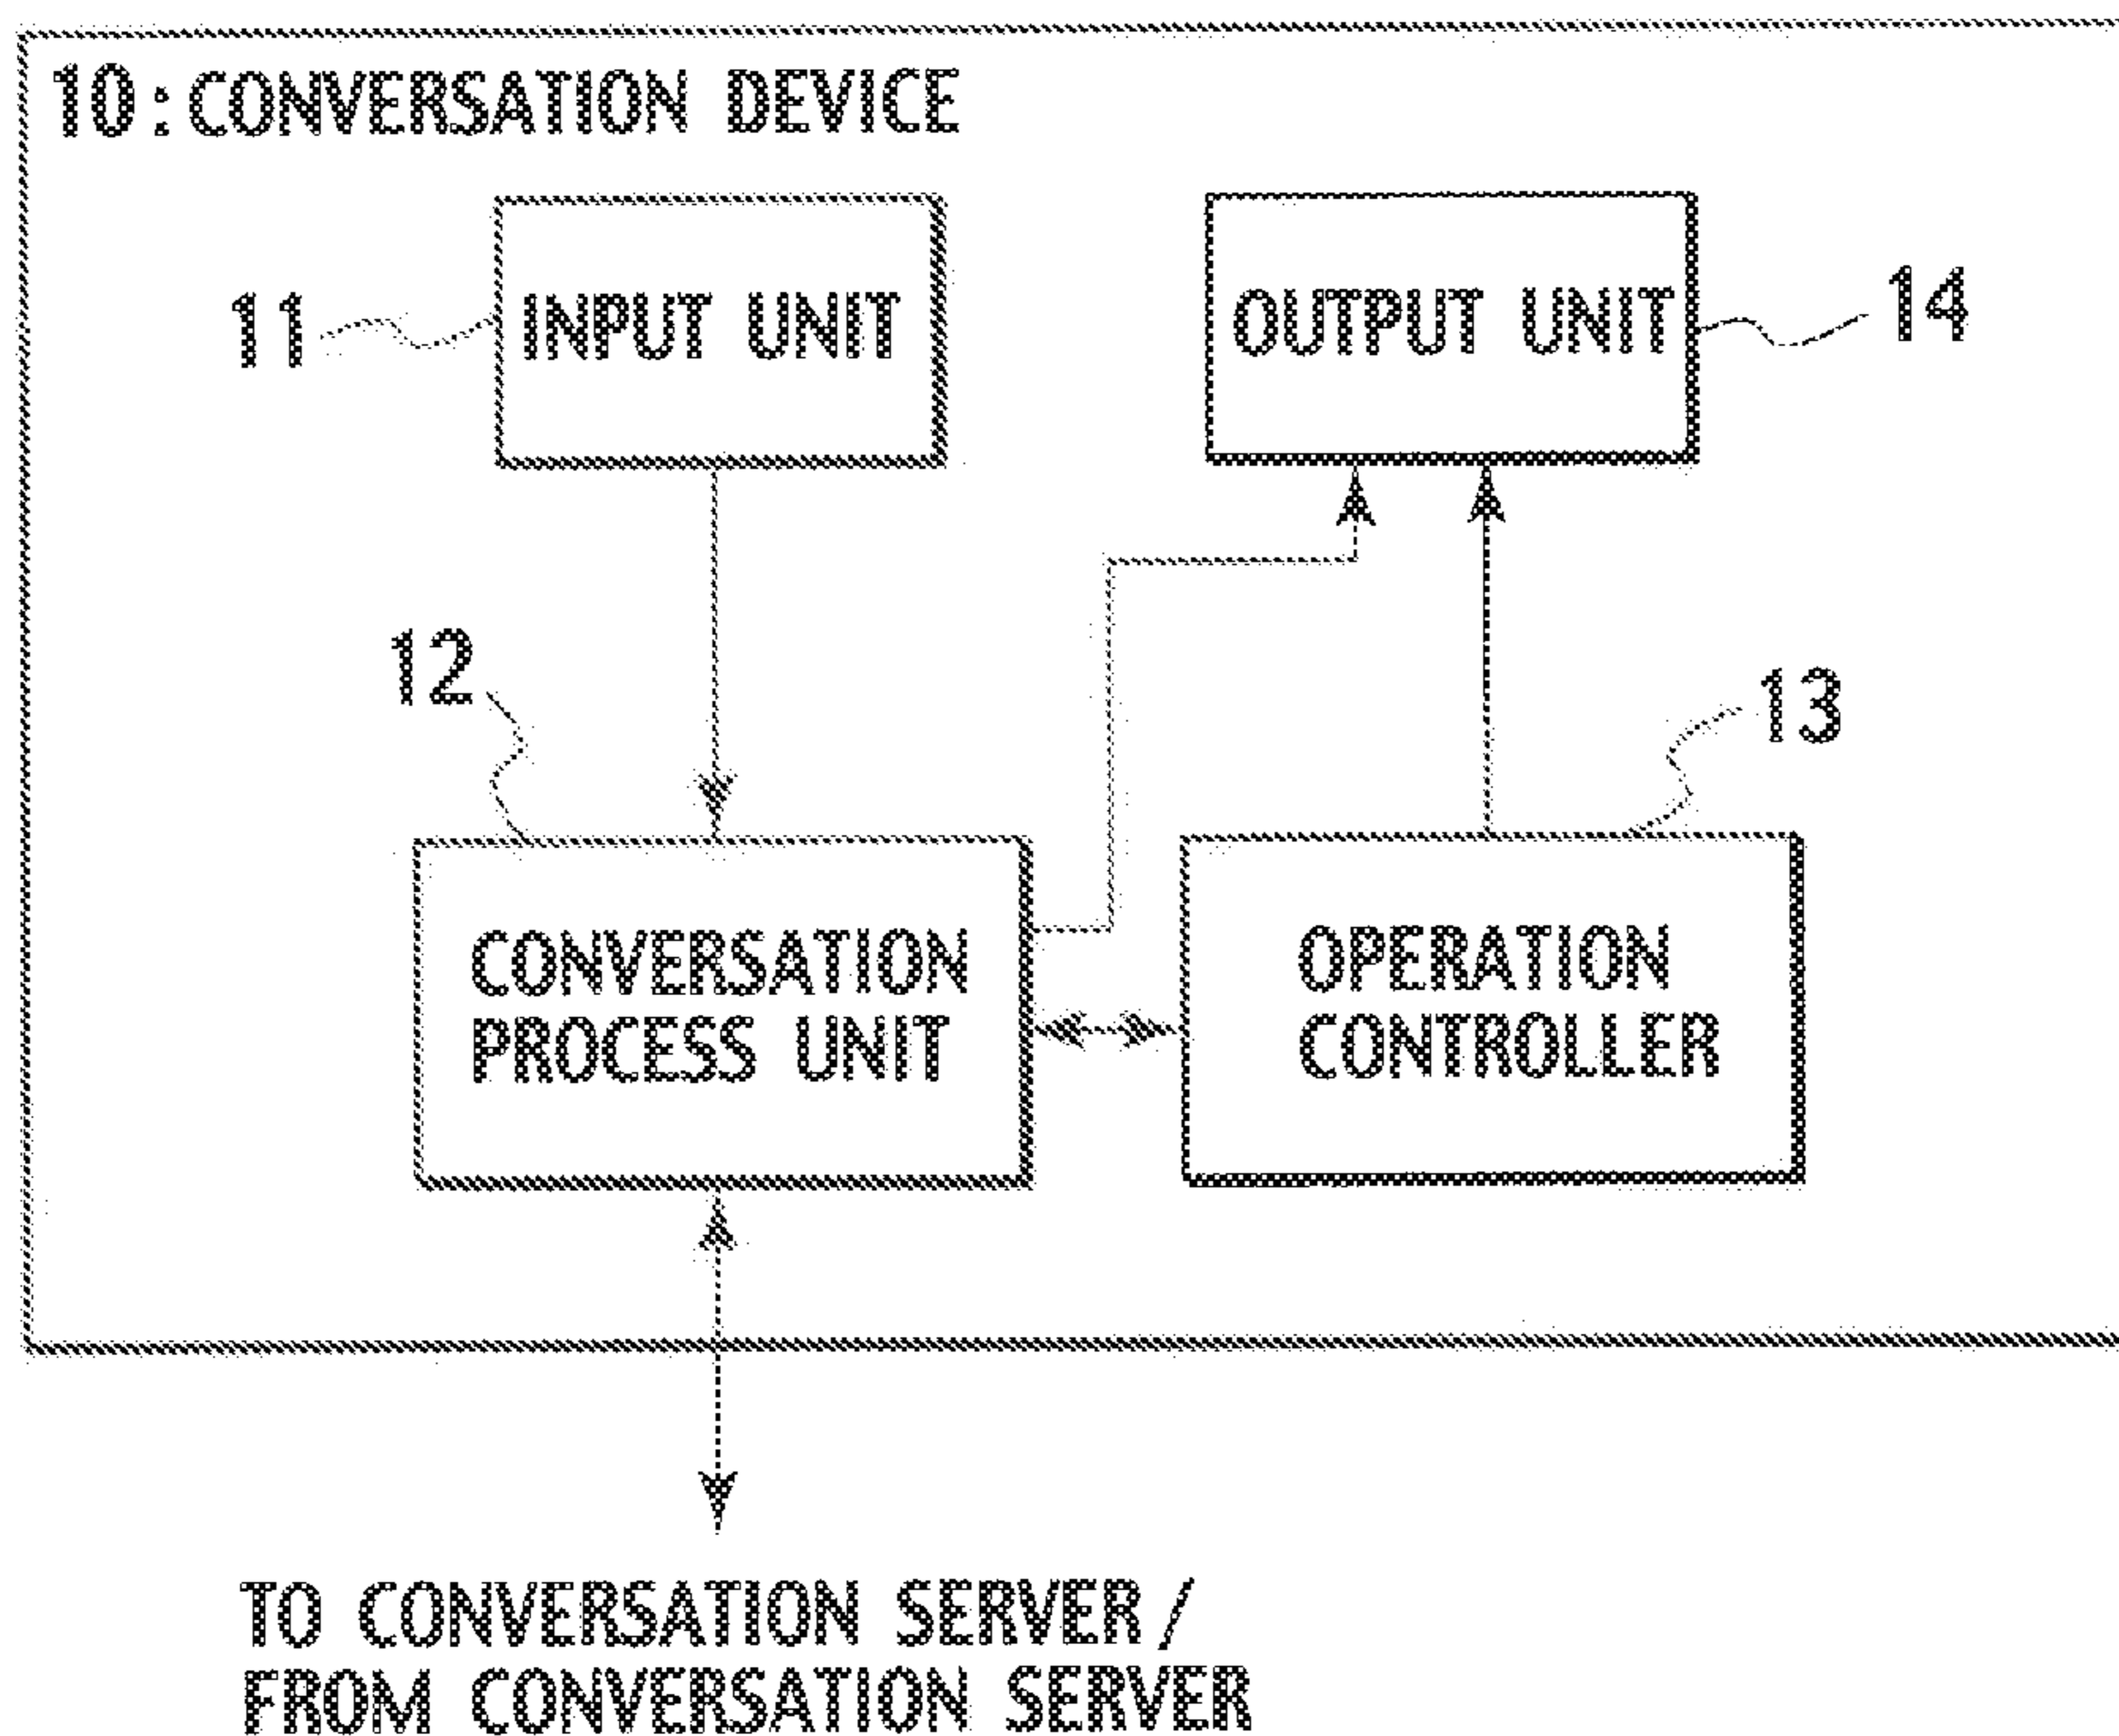 10:CONVERSATION DEVICE
11
INPUT UNIT
OUTPUT UNIT
14
12
13
CONVERSATION
PROCESS UNIT
OPERATION
CONTROLLER
TO CONVERSATION SERVER/
FROM CONVERSATION SERVER